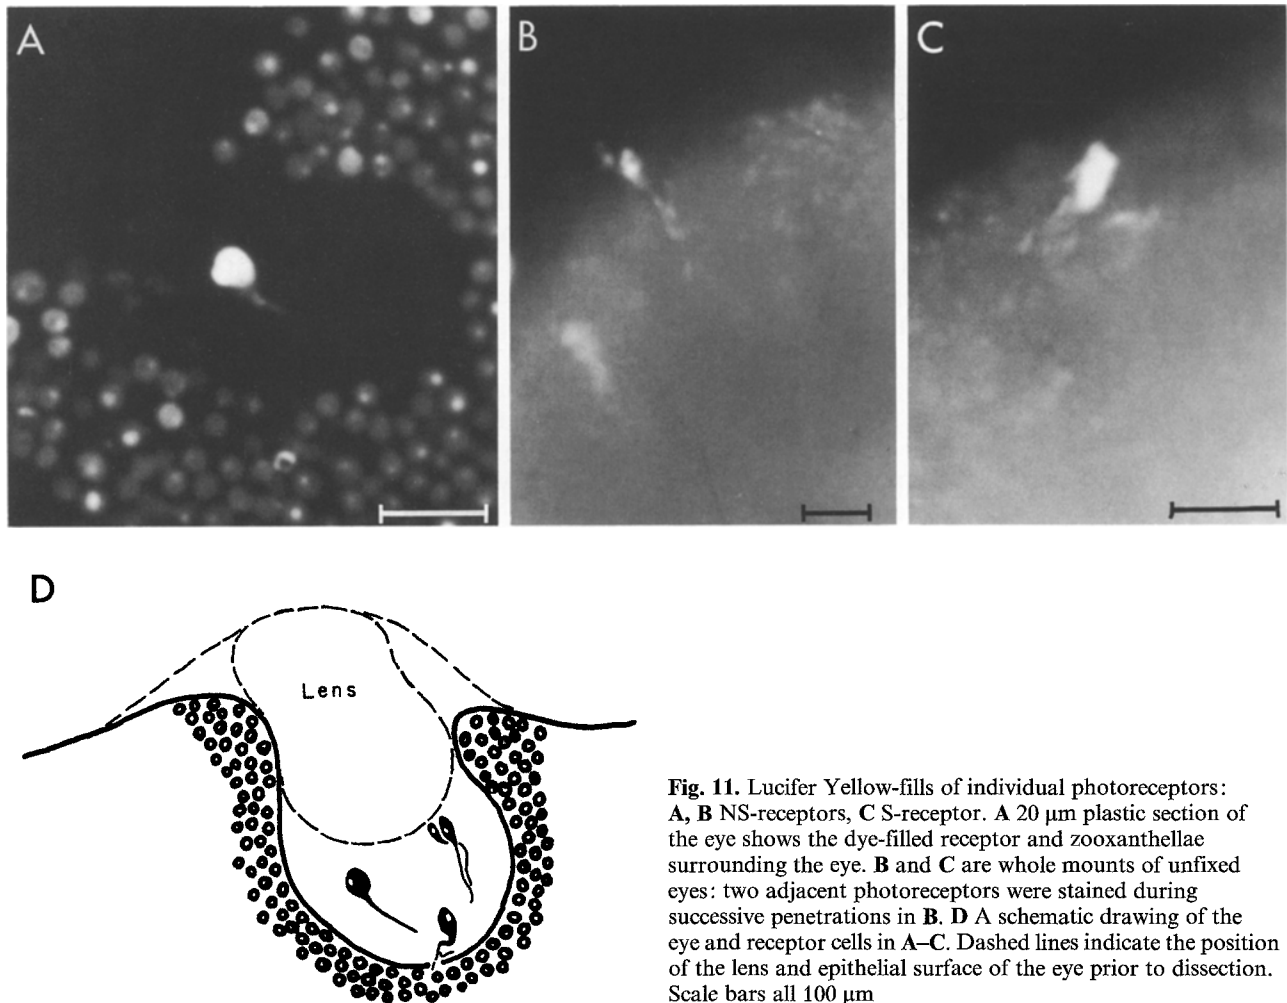 A
B
C
D
Lens
Fig. 11. Lucifer Yellow-fills of individual photoreceptors:
A, B NS-receptors, C S-receptor. A 20 μm plastic section of
the eye shows the dye-filled receptor and zooxanthellae
surrounding the eye. B and C are whole mounts of unfixed
eyes: two adjacent photoreceptors were stained during
successive penetrations in B. D A schematic drawing of the
eye and receptor cells in A–C. Dashed lines indicate the position
of the lens and epithelial surface of the eye prior to dissection.
Scale bars all 100 μm